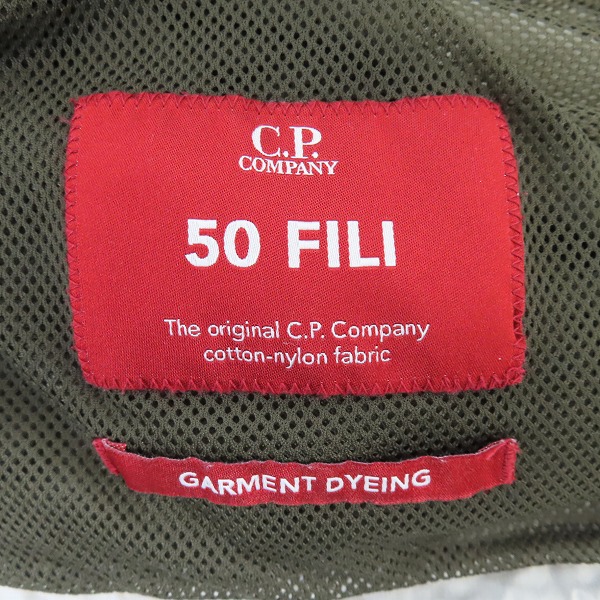 C.P.
COMPANY
50 FILI
The original C.P. Company
cotton-nylon fabric
GARMENT DYEING